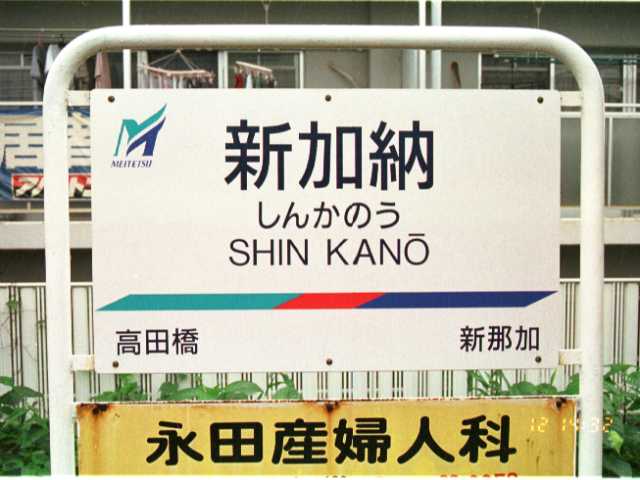 MEITETSU
新加納
しんかのう
SHIN KANŌ
高田橋
新那加
永田産婦人科
12 14:32